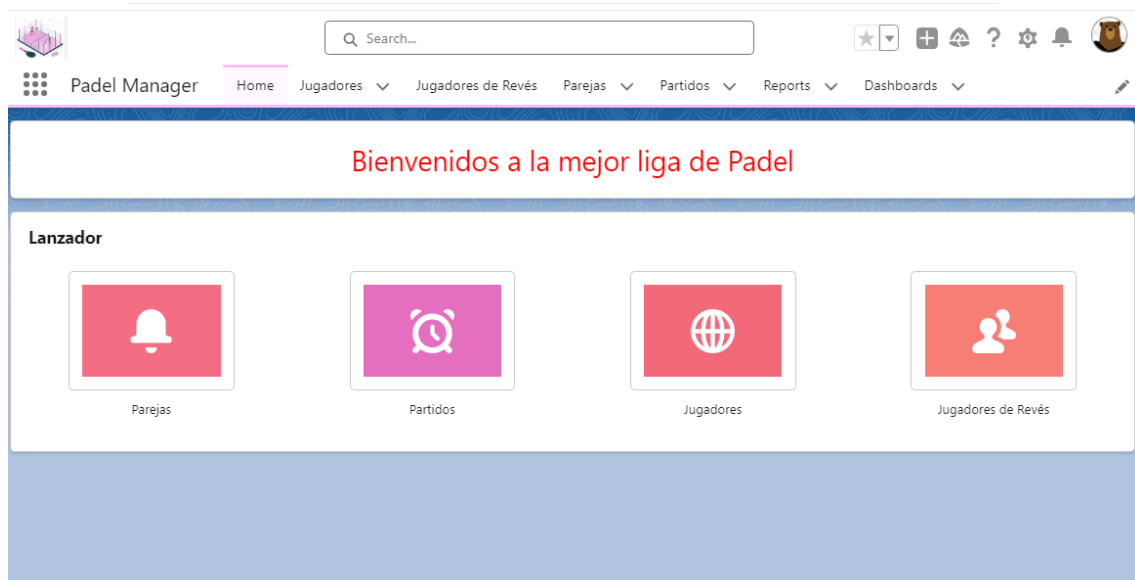 Search...
Padel Manager Home Jugadores Jugadores de Revés Parejas Partidos Reports Dashboards
Bienvenidos a la mejor liga de Padel
Lanzador
Parejas Partidos Jugadores Jugadores de Revés